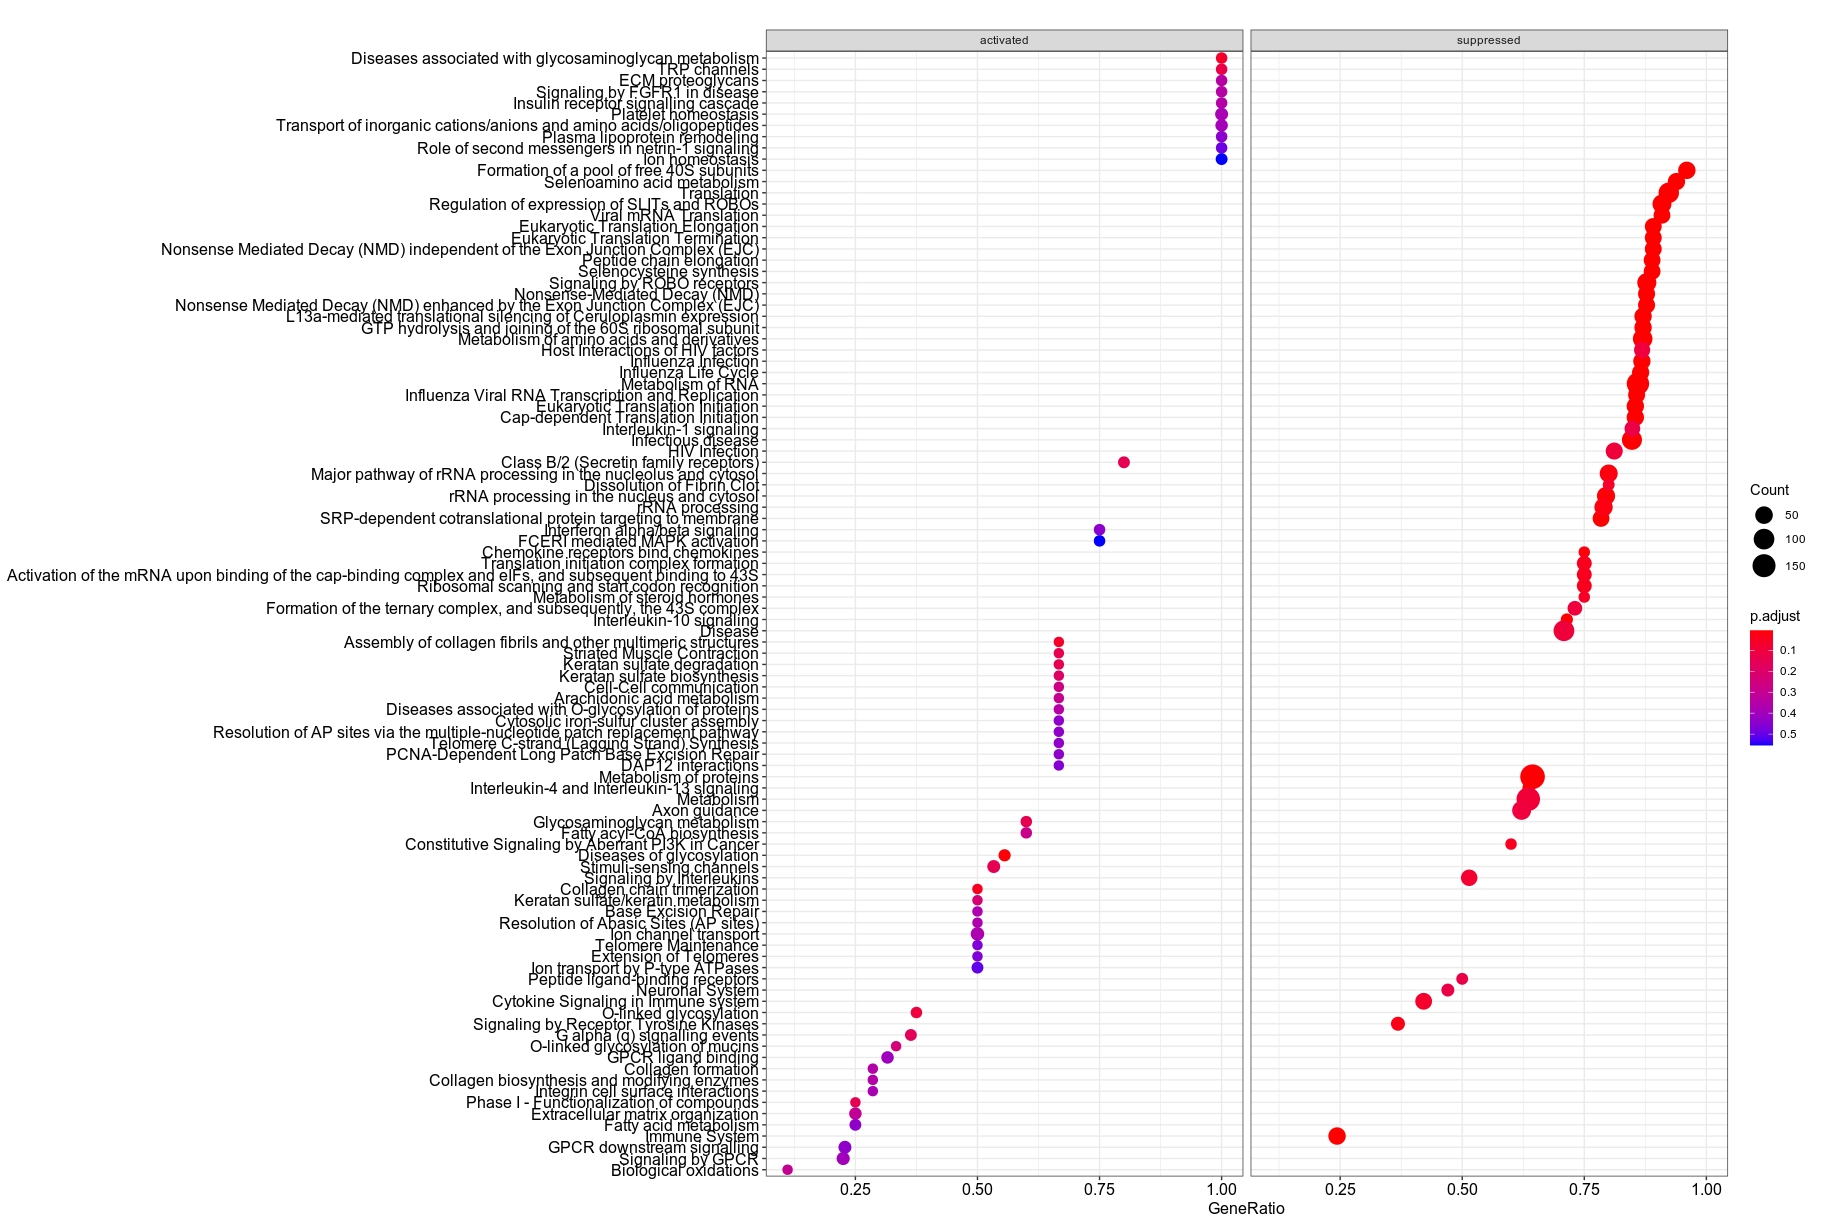 activated
suppressed
Diseases associated with glycosaminoglycan metabolism
TRP channels
ECM proteoglycans
Signaling by FGFR1 in disease
Insulin receptor signalling cascade
Platelet homeostasis
Transport of inorganic cations/anions and amino acids/oligopeptides
Plasma lipoprotein remodeling
Role of second messengers in netrin-1 signaling
Ion homeostasis
Formation of a pool of free 40S subunits
Selenoamino acid metabolism
Translation
Regulation of expression of SLITs and ROBOs
Viral mRNA Translation
Eukaryotic Translation Elongation
Eukaryotic Translation Termination
Nonsense Mediated Decay (NMD) independent of the Exon Junction Complex (EJC)
Peptide chain elongation
Selenocysteine synthesis
Signaling by ROBO receptors
Nonsense-Mediated Decay (NMD)
Nonsense Mediated Decay (NMD) enhanced by the Exon Junction Complex (EJC)
L13a-mediated translational silencing of Ceruloplasmin expression
GTP hydrolysis and joining of the 60S ribosomal subunit
Metabolism of amino acids and derivatives
Host Interactions of HIV factors
Influenza Infection
Influenza Life Cycle
Metabolism of RNA
Influenza Viral RNA Transcription and Replication
Eukaryotic Translation Initiation
Cap-dependent Translation Initiation
Interleukin-1 signaling
Infectious disease
HIV Infection
Class B/2 (Secretin family receptors)
Major pathway of rRNA processing in the nucleolus and cytosol
Dissolution of Fibrin Clot
rRNA processing in the nucleus and cytosol
rRNA processing
SRP-dependent cotranslational protein targeting to membrane
Interferon alpha/beta signaling
FCERI mediated MAPK activation
Chemokine receptors bind chemokines
Translation initiation complex formation
Activation of the mRNA upon binding of the cap-binding complex and eIFs, and subsequent binding to 43S
Ribosomal scanning and start codon recognition
Metabolism of steroid hormones
Formation of the ternary complex, and subsequently, the 43S complex
Interleukin-10 signaling
Disease
Assembly of collagen fibrils and other multimeric structures
Striated Muscle Contraction
Keratan sulfate degradation
Keratan sulfate biosynthesis
Cell-Cell communication
Arachidonic acid metabolism
Diseases associated with O-glycosylation of proteins
Cytosolic iron-sulfur cluster assembly
Resolution of AP sites via the multiple-nucleotide patch replacement pathway
Telomere C-strand (Lagging Strand) Synthesis
PCNA-Dependent Long Patch Base Excision Repair
DAP12 interactions
Metabolism of proteins
Interleukin-4 and Interleukin-13 signaling
Metabolism
Axon guidance
Glycosaminoglycan metabolism
Fatty acyl-CoA biosynthesis
Constitutive Signaling by Aberrant PI3K in Cancer
Diseases of glycosylation
Stimuli-sensing channels
Signaling by Interleukins
Collagen chain trimerization
Keratan sulfate/keratin metabolism
Base Excision Repair
Resolution of Abasic Sites (AP sites)
Ion channel transport
Telomere Maintenance
Extension of Telomeres
Ion transport by P-type ATPases
Peptide ligand-binding receptors
Neuronal System
Cytokine Signaling in Immune system
O-linked glycosylation
Signaling by Receptor Tyrosine Kinases
G alpha (q) signalling events
O-linked glycosylation of mucins
GPCR ligand binding
Collagen formation
Collagen biosynthesis and modifying enzymes
Integrin cell surface interactions
Phase I - Functionalization of compounds
Extracellular matrix organization
Fatty acid metabolism
Immune System
GPCR downstream signalling
Signaling by GPCR
Biological oxidations
0.25
0.50
0.75
1.00
0.25
0.50
0.75
1.00
GeneRatio
Count
50
100
150
p.adjust
0.1
0.2
0.3
0.4
0.5